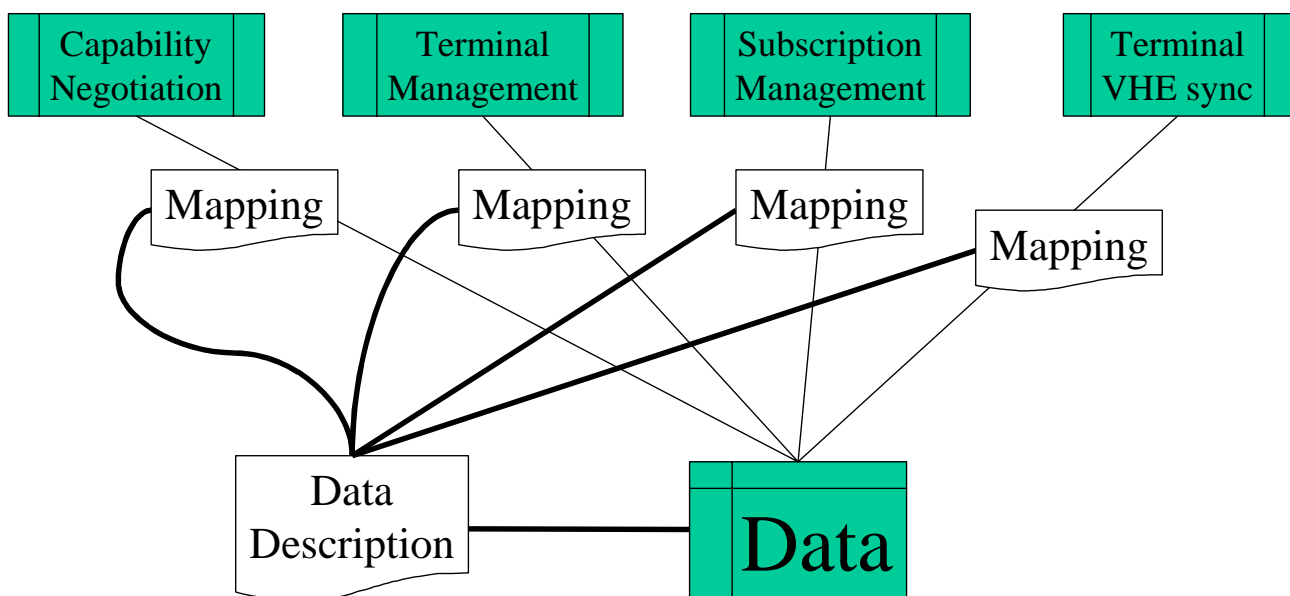 Capability
Negotiation
Terminal
Management
Subscription
Management
Terminal
VHE sync
Mapping
Mapping
Mapping
Mapping
Data
Description
Data